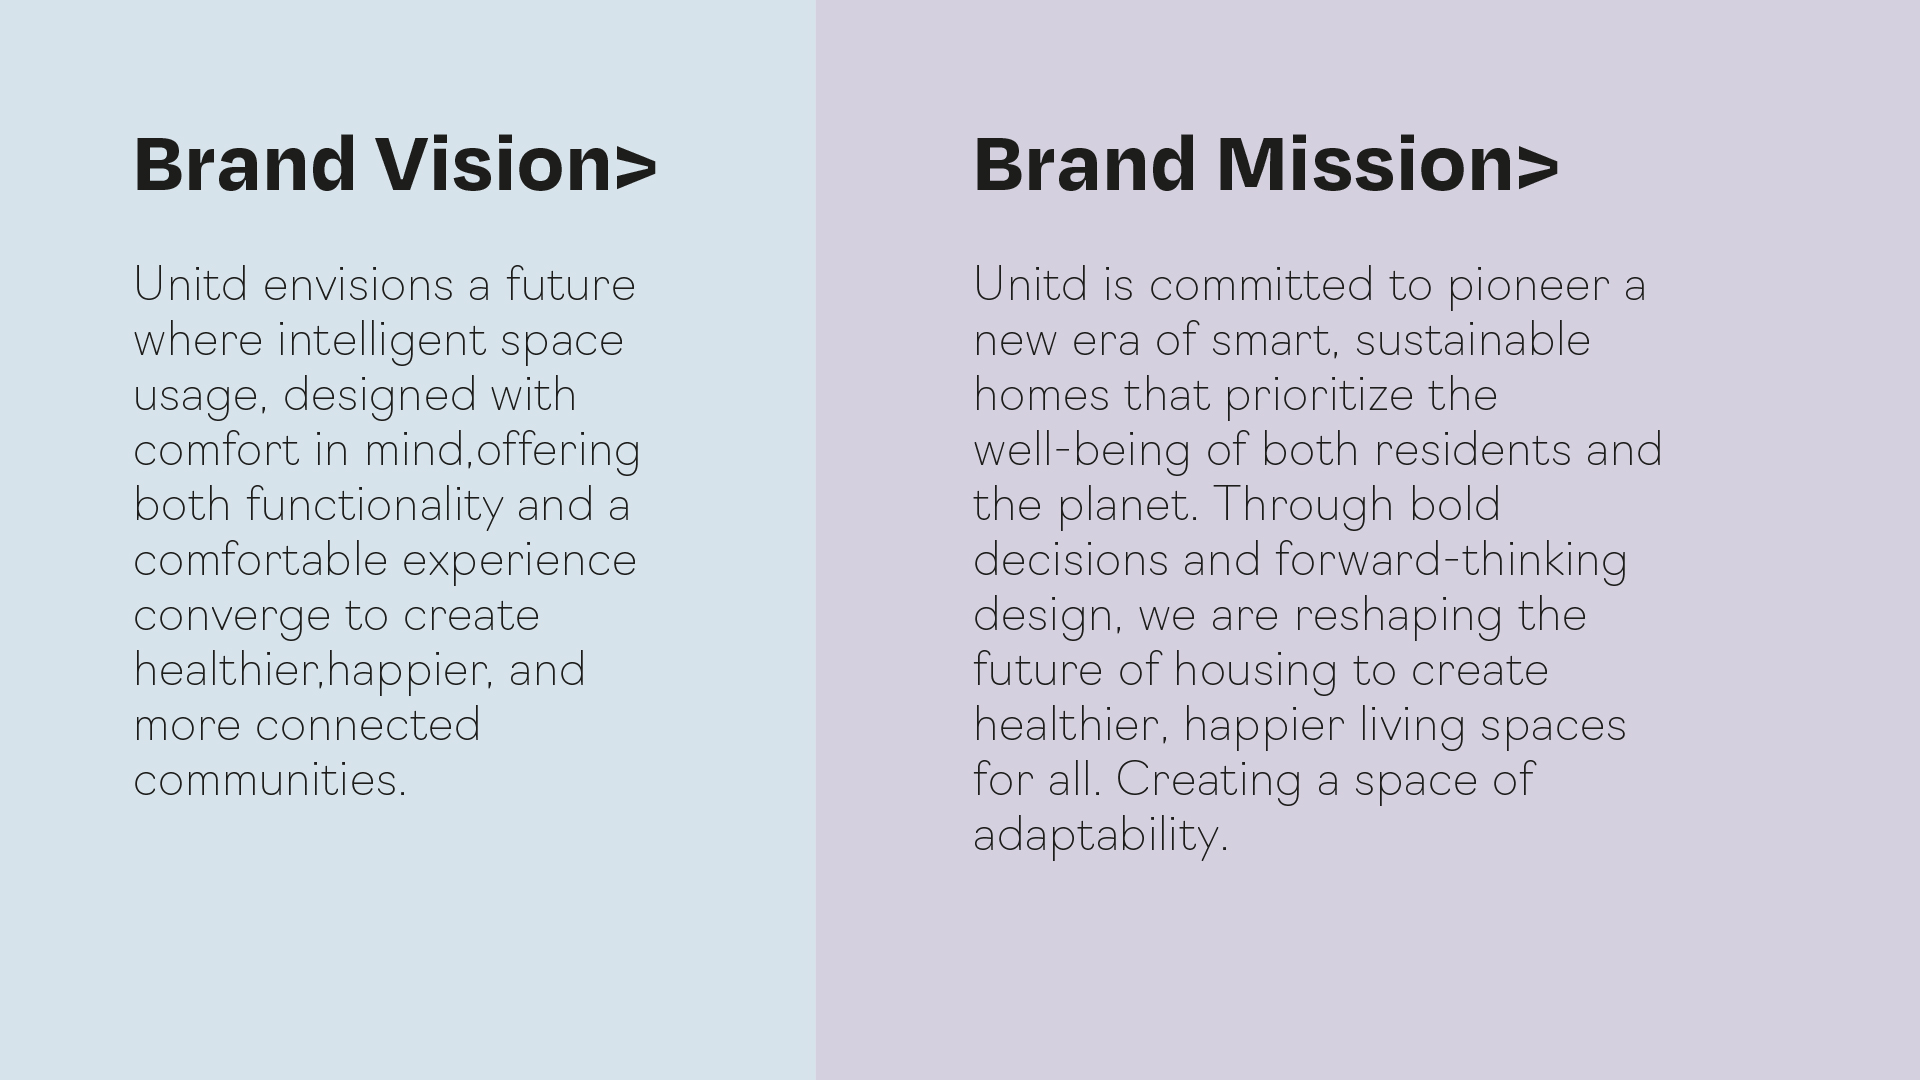 Brand Vision>
Unitd envisions a future
where intelligent space
usage, designed with
comfort in mind,offering
both functionality and a
comfortable experience
converge to create
healthier,happier, and
more connected
communities.
Brand Mission>
Unitd is committed to pioneer a
new era of smart, sustainable
homes that prioritize the
well-being of both residents and
the planet. Through bold
decisions and forward-thinking
design, we are reshaping the
future of housing to create
healthier, happier living spaces
for all. Creating a space of
adaptability.